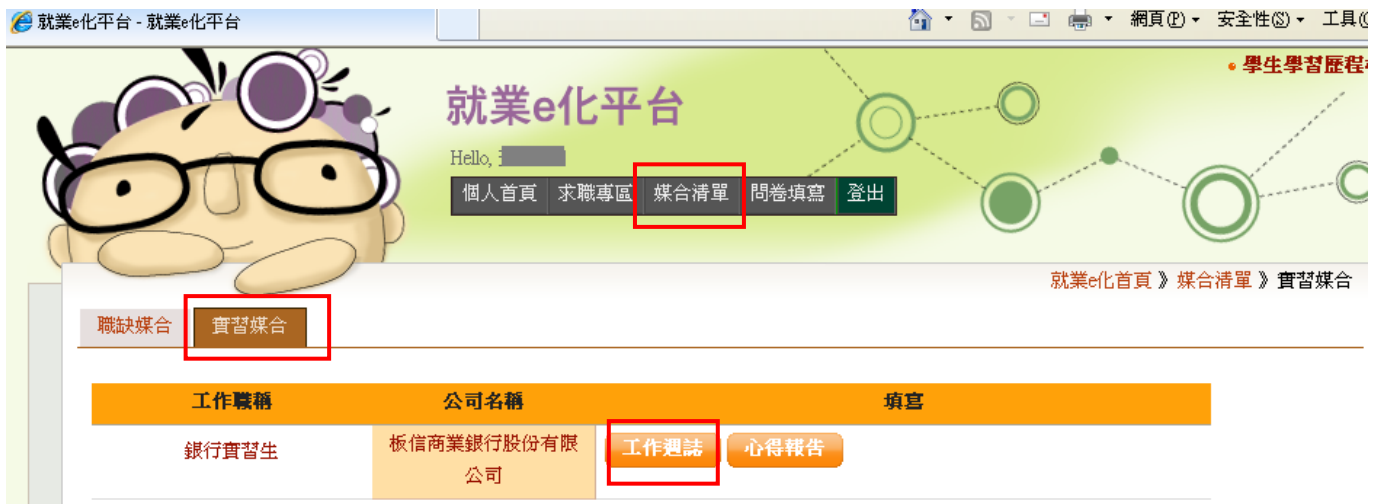 就業e化平台 - 就業e化平台
網頁(P) 安全性(S) 工具(
學生學習歷程
就業e化平台
Hello,
個人首頁 求職專區 媒合清單 問卷填寫 登出
就業e化首頁 》 媒合清單 》 實習媒合
職缺媒合 實習媒合
工作職稱 公司名稱 填寫
銀行實習生 板信商業銀行股份有限 工作週誌 心得報告
公司